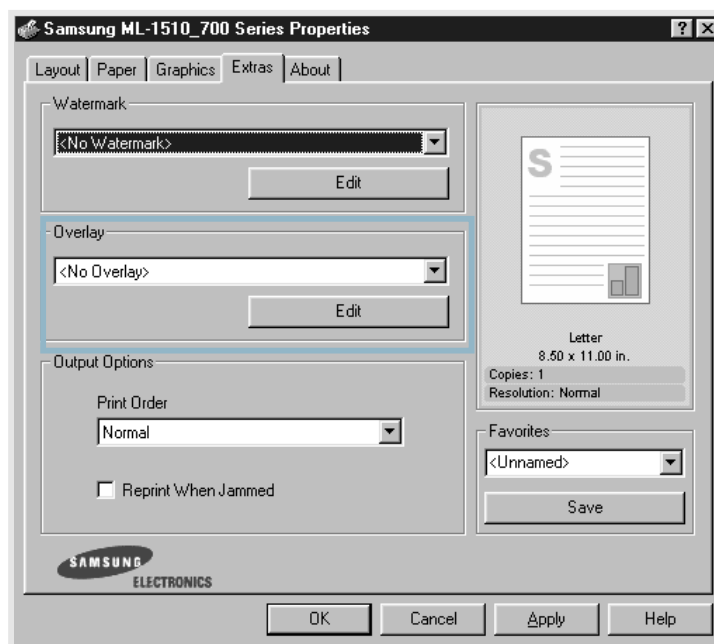 Samsung ML-1510_700 Series Properties
Layout Paper Graphics Extras About
Watermark
<No Watermark>
Edit
Overlay
<No Overlay>
Edit
Output Options
Print Order
Normal
Reprint When Jammed
S
Letter
8.50 x 11.00 in.
Copies: 1
Resolution: Normal
Favorites
<Unnamed>
Save
SAMSUNG
ELECTRONICS
OK Cancel Apply Help